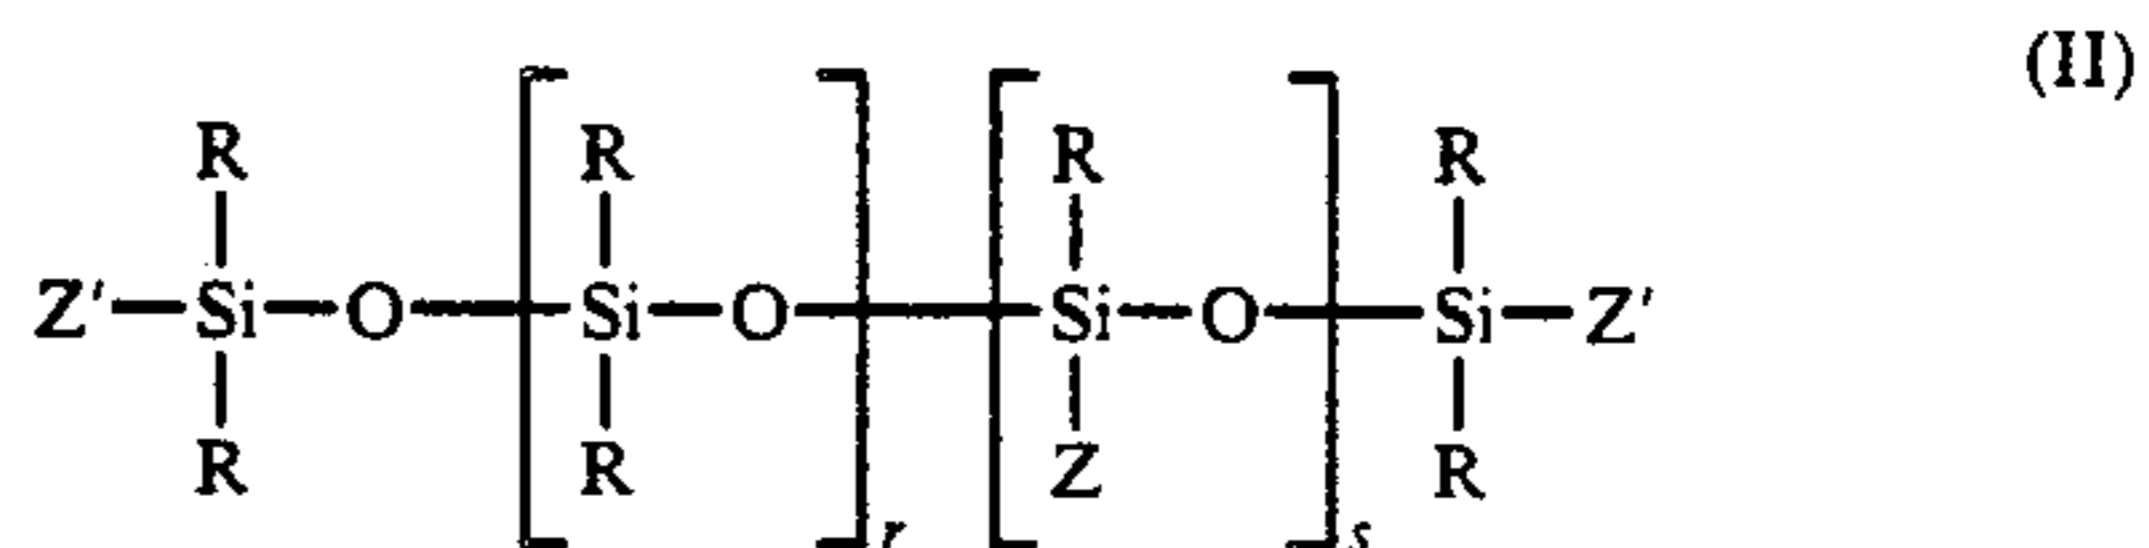 (II)
R R R R
Z′—Si—O—[Si—O]r—[Si—O]s—Si—Z′
R R Z R